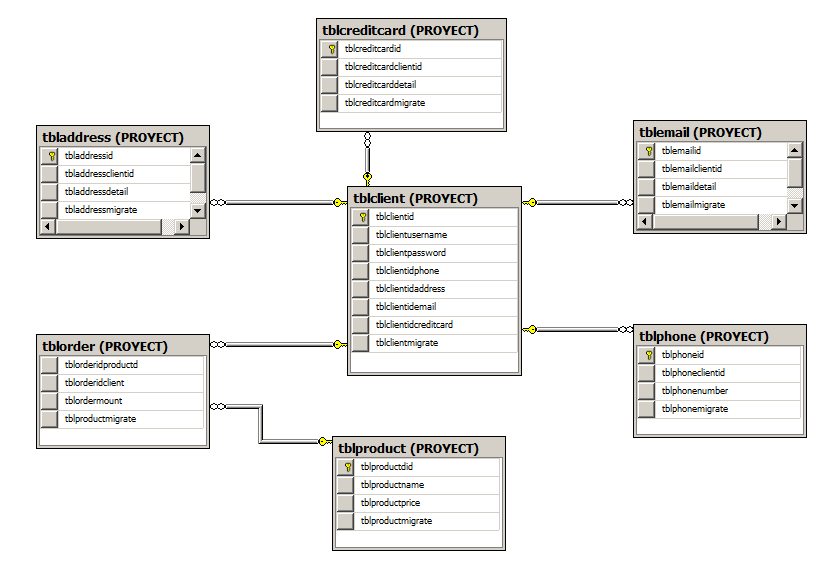 tblcreditcard (PROYECT)
tblcreditcardid
tblcreditcardclientid
tblcreditcarddetail
tblcreditcardmigrate
tbladdress (PROYECT)
tbladdressid
tbladdressclientid
tbladdressdetail
tbladdressmigrate
tblemail (PROYECT)
tblemailid
tblemailclientid
tblemaildetail
tblemailmigrate
tblclient (PROYECT)
tblclientid
tblclientusername
tblclientpassword
tblclientidphone
tblclientidaddress
tblclientidemail
tblclientidcreditcard
tblclientmigrate
tblorder (PROYECT)
tblorderidproductd
tblorderidclient
tblordermount
tblproductmigrate
tblphone (PROYECT)
tblphoneid
tblphoneclientid
tblphonenumber
tblphonemigrate
tblproduct (PROYECT)
tblproductdid
tblproductname
tblproductprice
tblproductmigrate